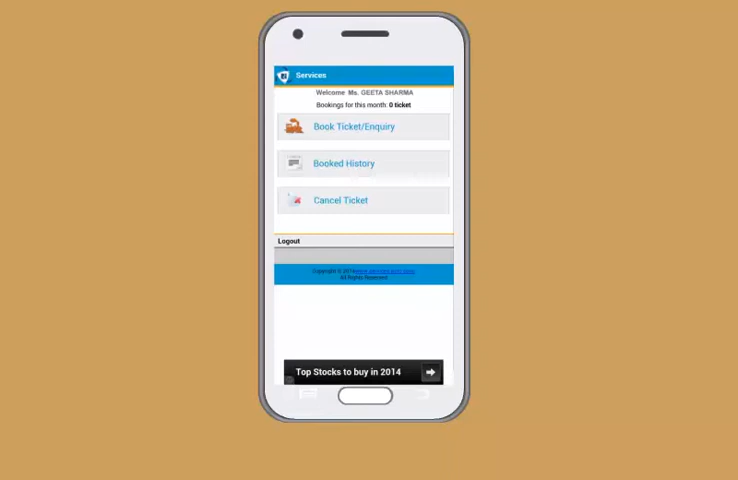 Services
Welcome Ms. GEETA SHARMA
Bookings for this month: 0 ticket
Book Ticket/Enquiry
Booked History
Cancel Ticket
Logout
Copyright © 2014
All Rights Reserved
Top Stocks to buy in 2014